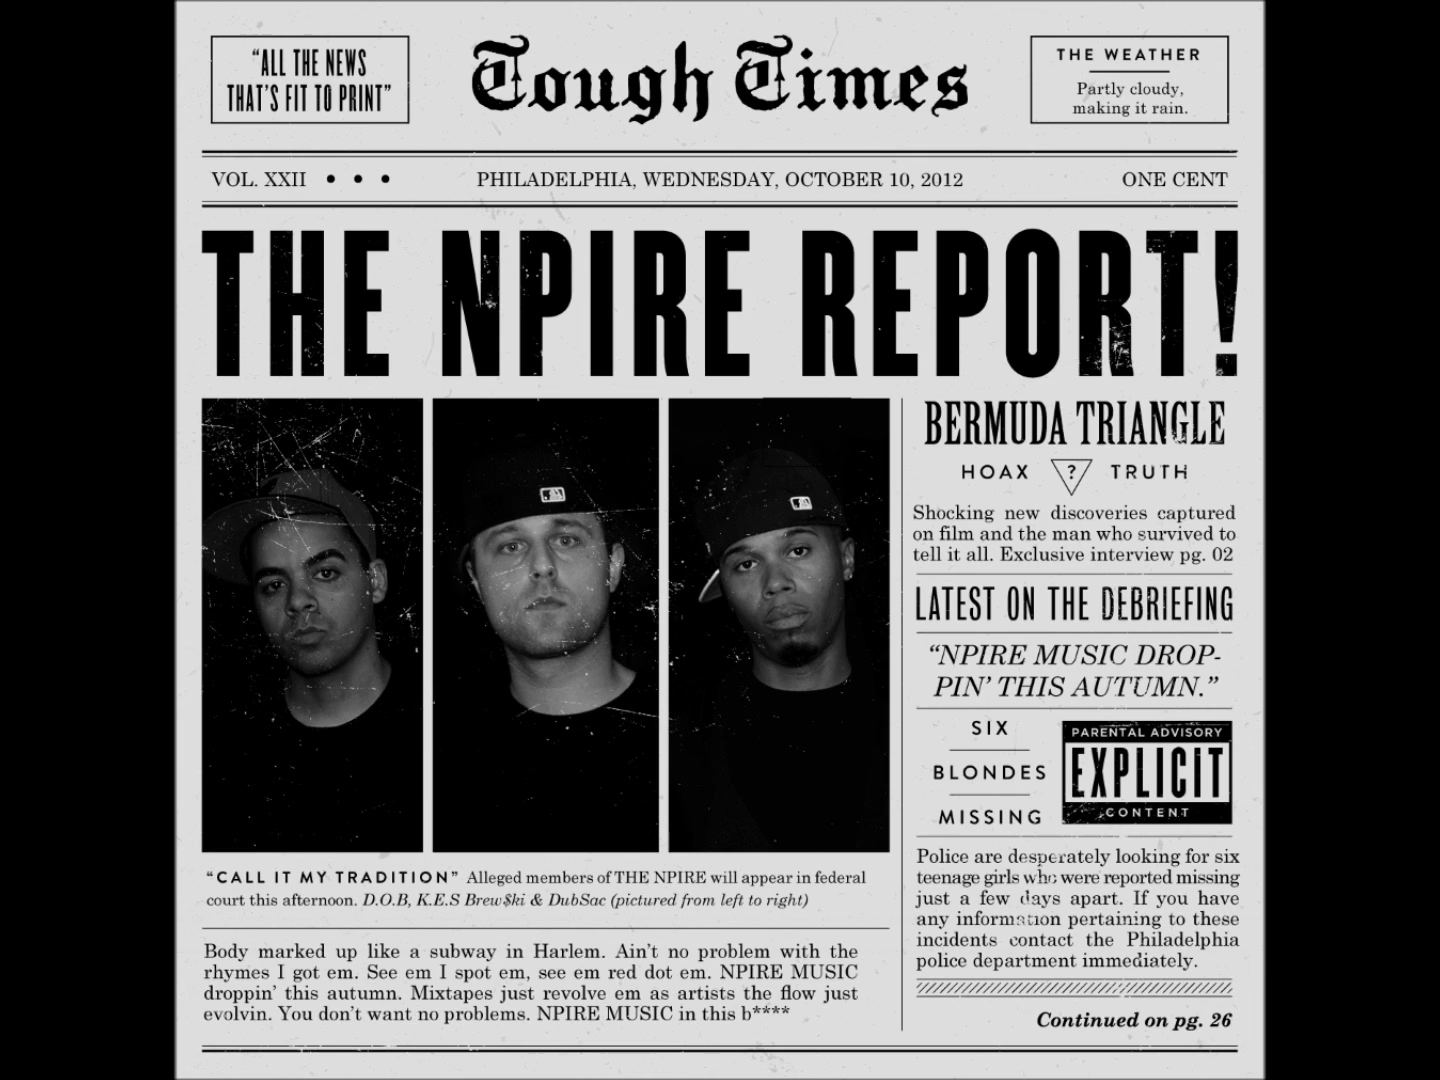 “ALL THE NEWS
THAT’S FIT TO PRINT”
Tough Times
THE WEATHER
Partly cloudy,
making it rain.
VOL. XXII • • •
PHILADELPHIA, WEDNESDAY, OCTOBER 10, 2012
ONE CENT
THE NPIRE REPORT!
“CALL IT MY TRADITION” Alleged members of THE NPIRE will appear in federal
court this afternoon. D.O.B, K.E.S Brew$ki & DubSac (pictured from left to right)
Body marked up like a subway in Harlem. Ain’t no problem with the
rhymes I got em. See em I spot em, see em red dot em. NPIRE MUSIC
droppin’ this autumn. Mixtapes just revolve em as artists the flow just
evolvin. You don’t want no problems. NPIRE MUSIC in this b****
BERMUDA TRIANGLE
HOAX ? TRUTH
Shocking new discoveries captured
on film and the man who survived to
tell it all. Exclusive interview pg. 02
LATEST ON THE DEBRIEFING
“NPIRE MUSIC DROP-
PIN’ THIS AUTUMN.”
SIX
BLONDES
MISSING
PARENTAL ADVISORY
EXPLICIT
CONTENT
Police are desperately looking for six
teenage girls who were reported missing
just a few days apart. If you have
any information pertaining to these
incidents contact the Philadelphia
police department immediately.
Continued on pg. 26